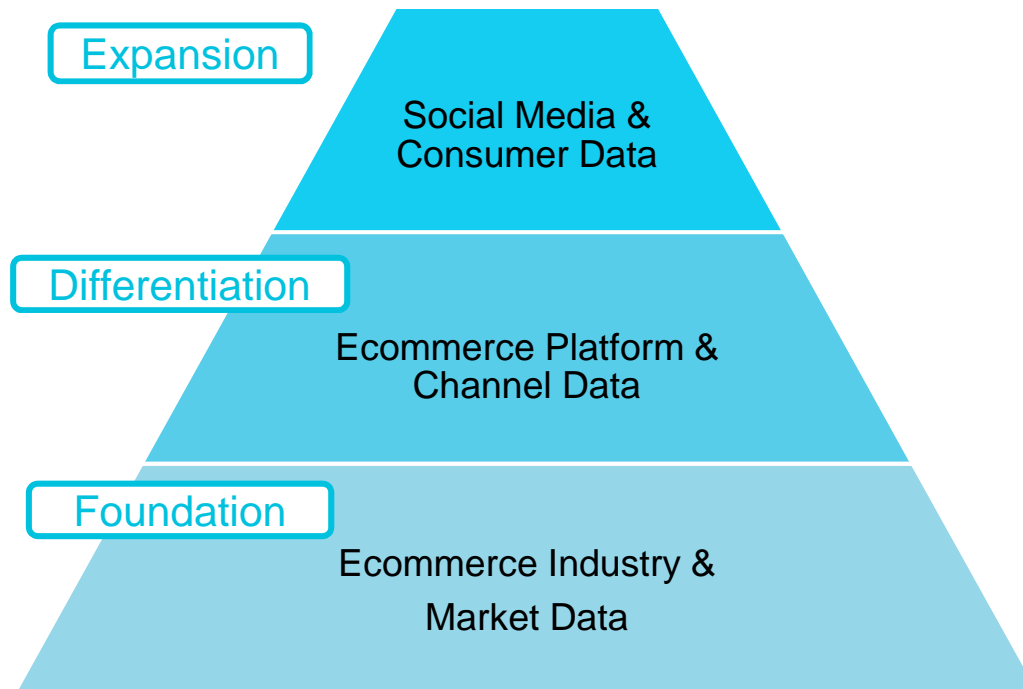 Expansion
Social Media &
Consumer Data
Differentiation
Ecommerce Platform &
Channel Data
Foundation
Ecommerce Industry &
Market Data